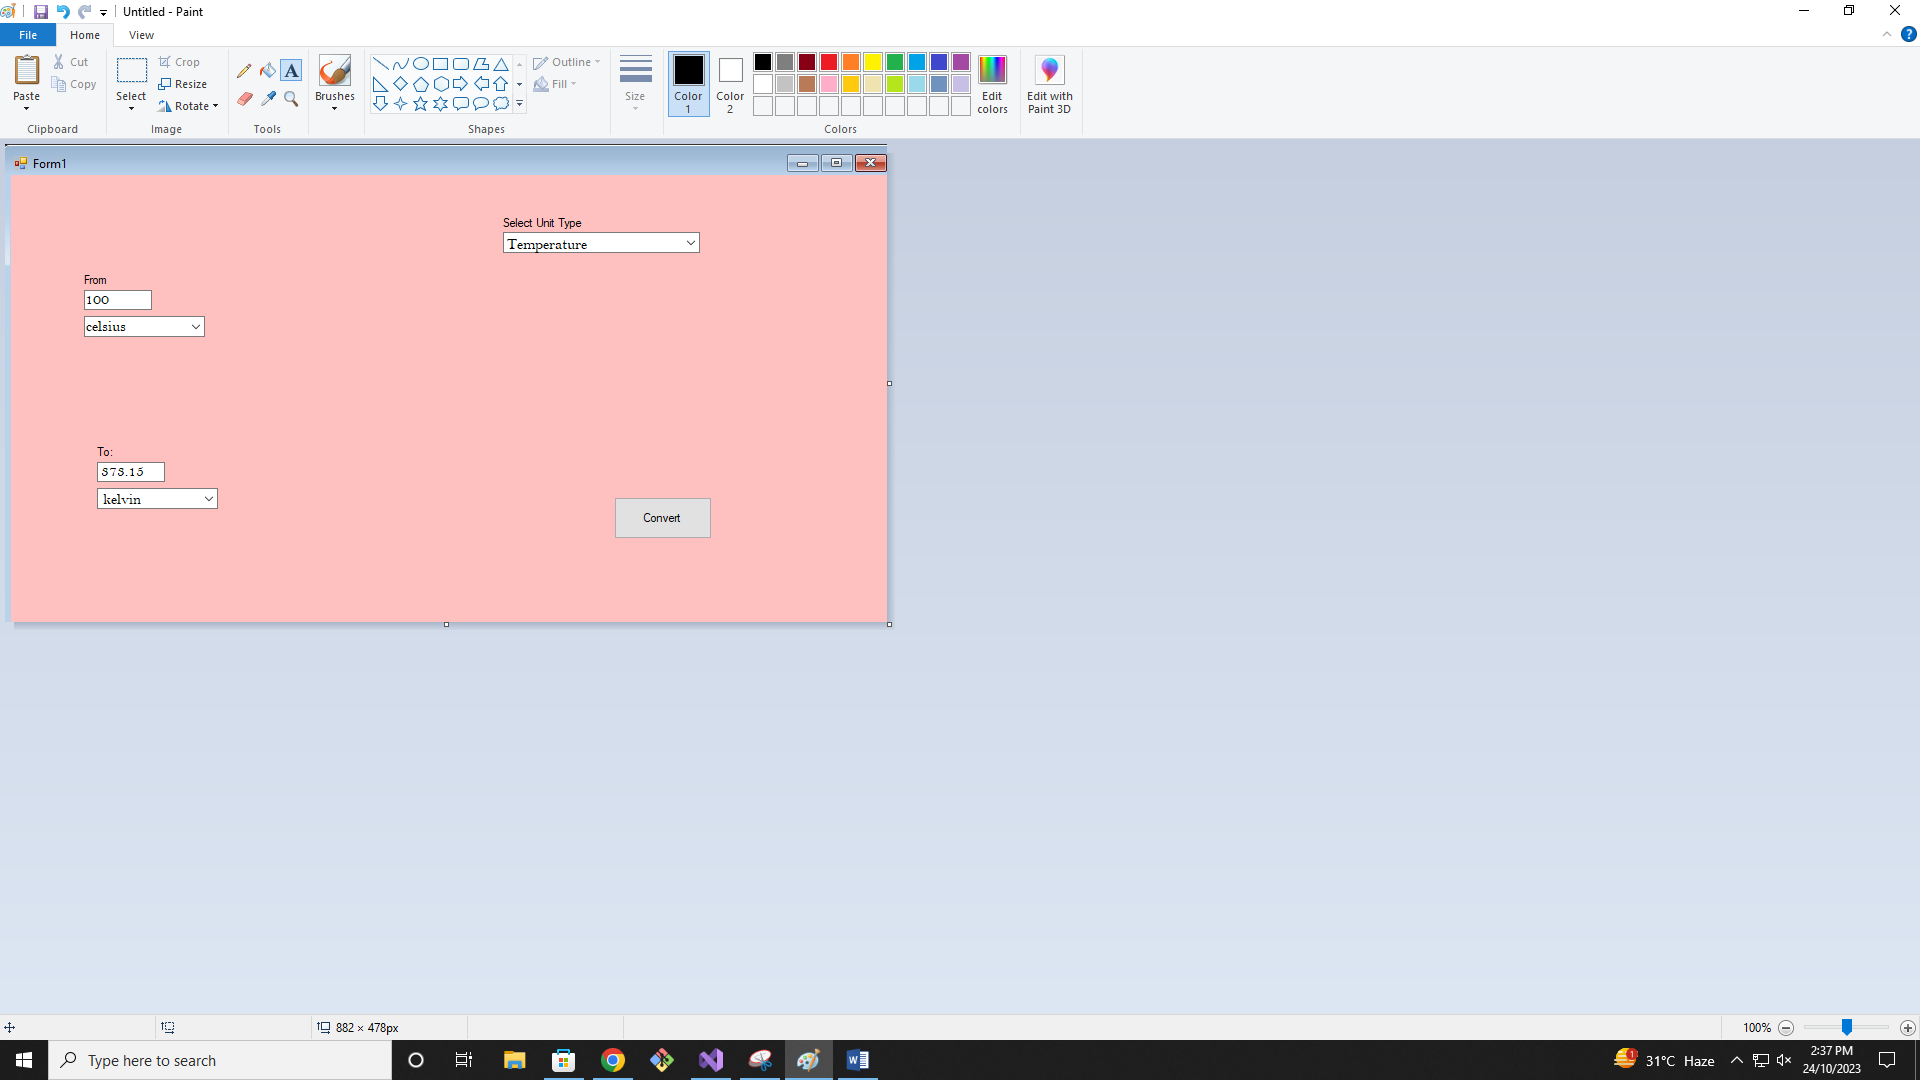 Untitled - Paint
File Home View
Paste Cut Copy Clipboard
Select Crop Resize Rotate Image
Tools
Brushes
Outline Fill Shapes
Size
Color 1 Color 2 Edit colors Colors
Edit with Paint 3D
Form1
Select Unit Type
Temperature
From
100
celsius
To:
373.15
kelvin
Convert
882 × 478px 100%
Type here to search
1
31°C Haze
2:37 PM
24/10/2023